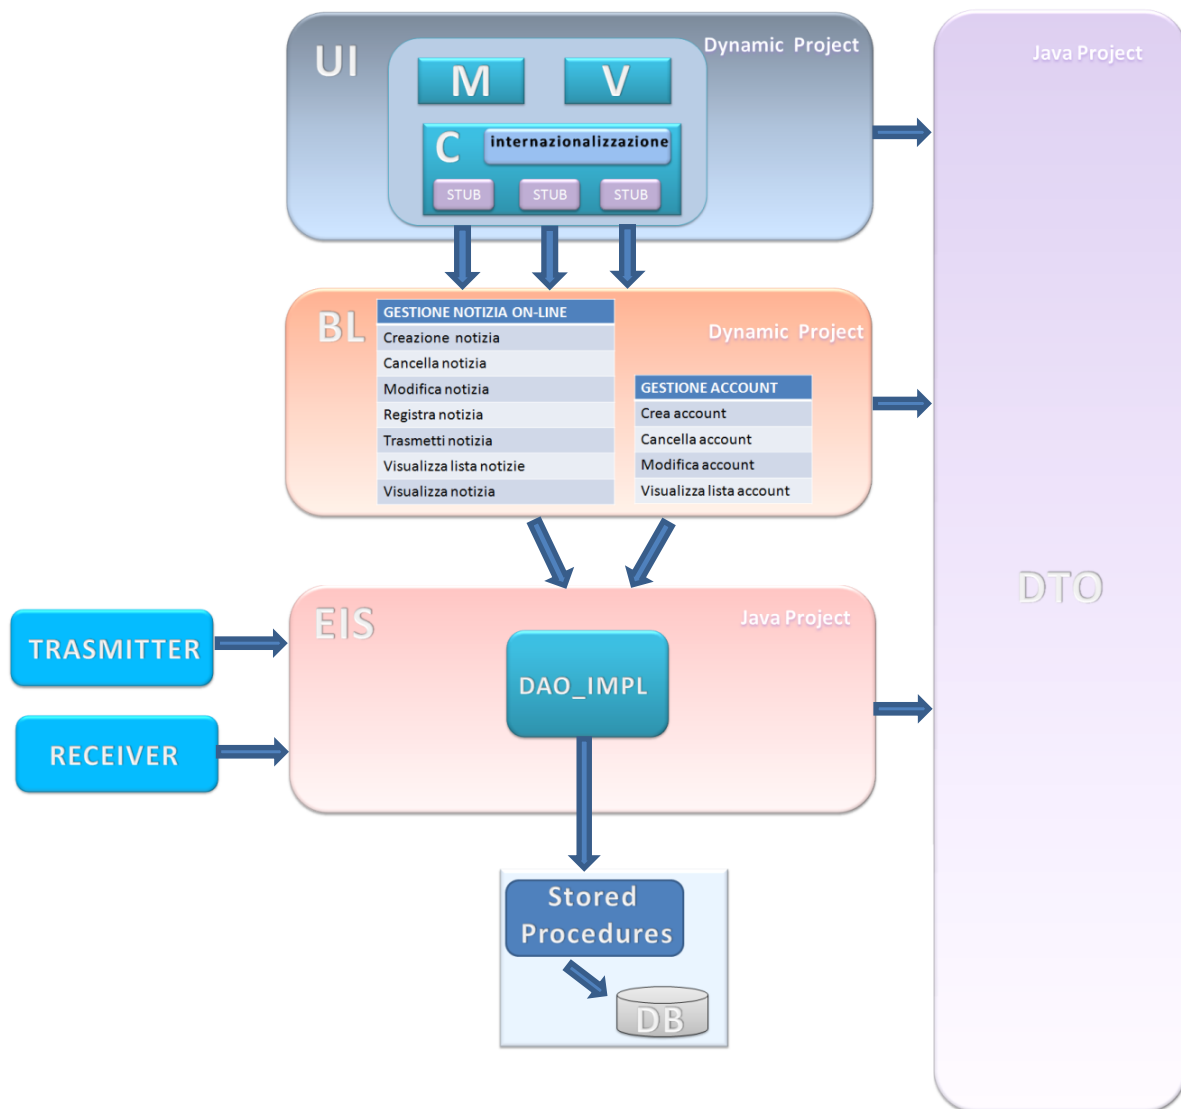 UI
Dynamic Project
M
V
C
internazionalizzazione
STUB
STUB
STUB
Java Project
BL
Dynamic Project
GESTIONE NOTIZIA ON-LINE
Creazione notizia
Cancella notizia
Modifica notizia
Registra notizia
Trasmetti notizia
Visualizza lista notizie
Visualizza notizia
GESTIONE ACCOUNT
Crea account
Cancella account
Modifica account
Visualizza lista account
DTO
EIS
Java Project
TRASMITTER
RECEIVER
DAO_IMPL
Stored
Procedures
DB